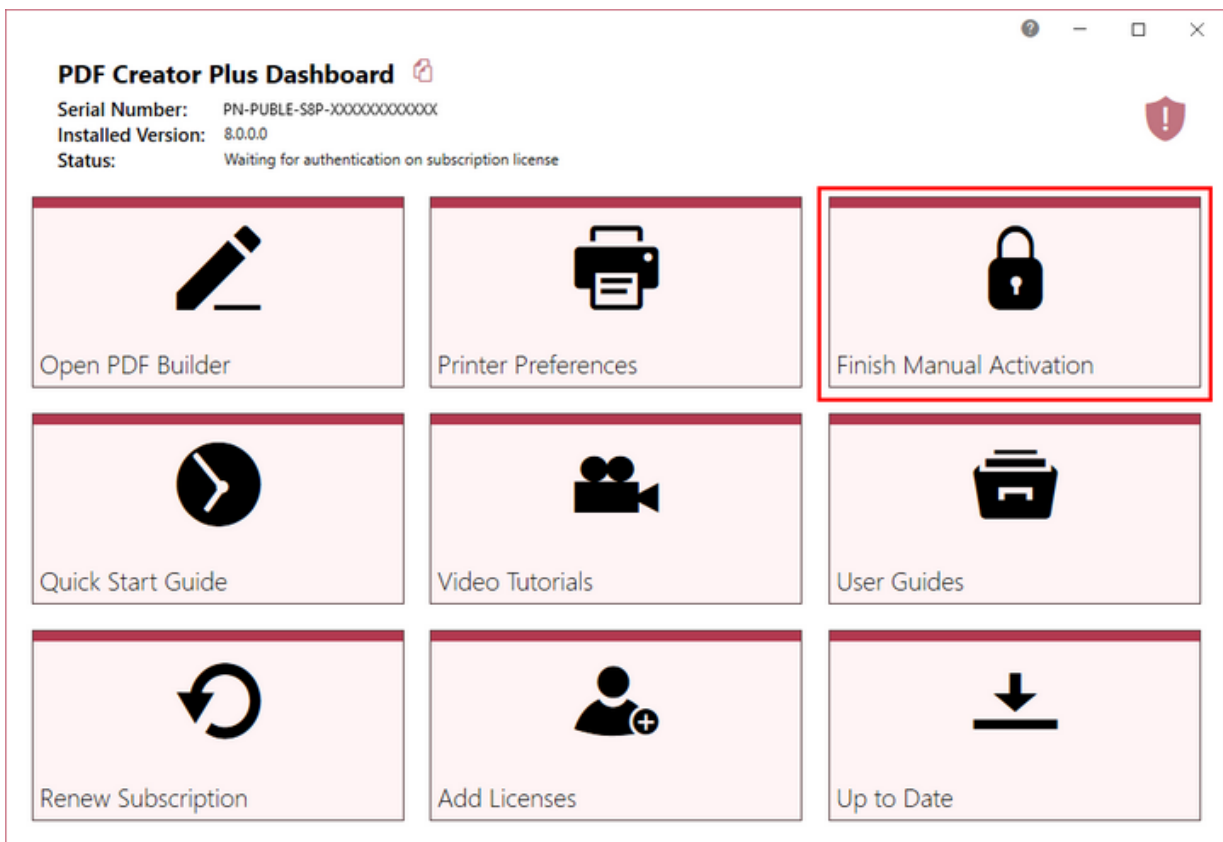 PDF Creator Plus Dashboard
Serial Number: PN-PUBLE-S8P-XXXXXXXXXXXXX
Installed Version: 8.0.0.0
Status: Waiting for authentication on subscription license
Open PDF Builder
Printer Preferences
Finish Manual Activation
Quick Start Guide
Video Tutorials
User Guides
Renew Subscription
Add Licenses
Up to Date